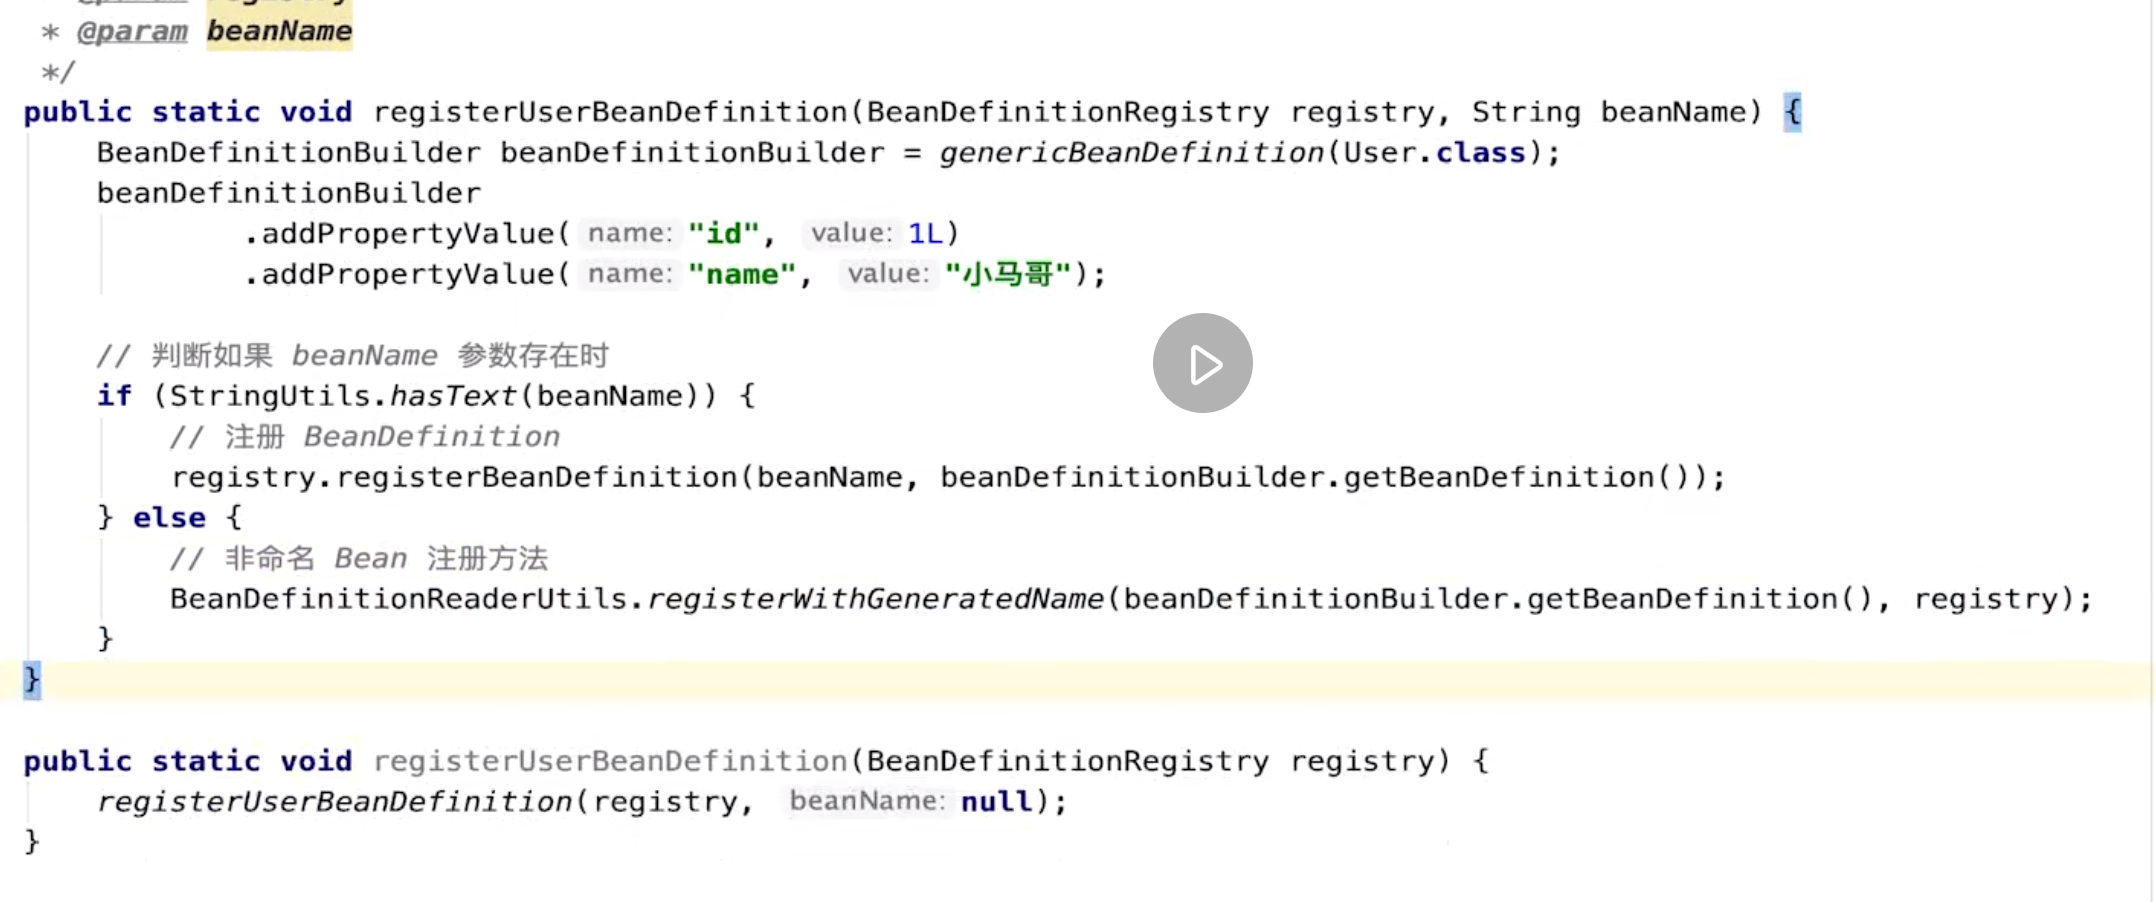 * @param beanName
*/
public static void registerUserBeanDefinition(BeanDefinitionRegistry registry, String beanName) {
BeanDefinitionBuilder beanDefinitionBuilder = genericBeanDefinition(User.class);
beanDefinitionBuilder
.addPropertyValue( name: "id", value: 1L)
.addPropertyValue( name: "name", value: "小马哥");
// 判断如果 beanName 参数存在时
if (StringUtils.hasText(beanName)) {
// 注册 BeanDefinition
registry.registerBeanDefinition(beanName, beanDefinitionBuilder.getBeanDefinition());
} else {
// 非命名 Bean 注册方法
BeanDefinitionReaderUtils.registerWithGeneratedName(beanDefinitionBuilder.getBeanDefinition(), registry);
}
}
public static void registerUserBeanDefinition(BeanDefinitionRegistry registry) {
registerUserBeanDefinition(registry, beanName: null);
}